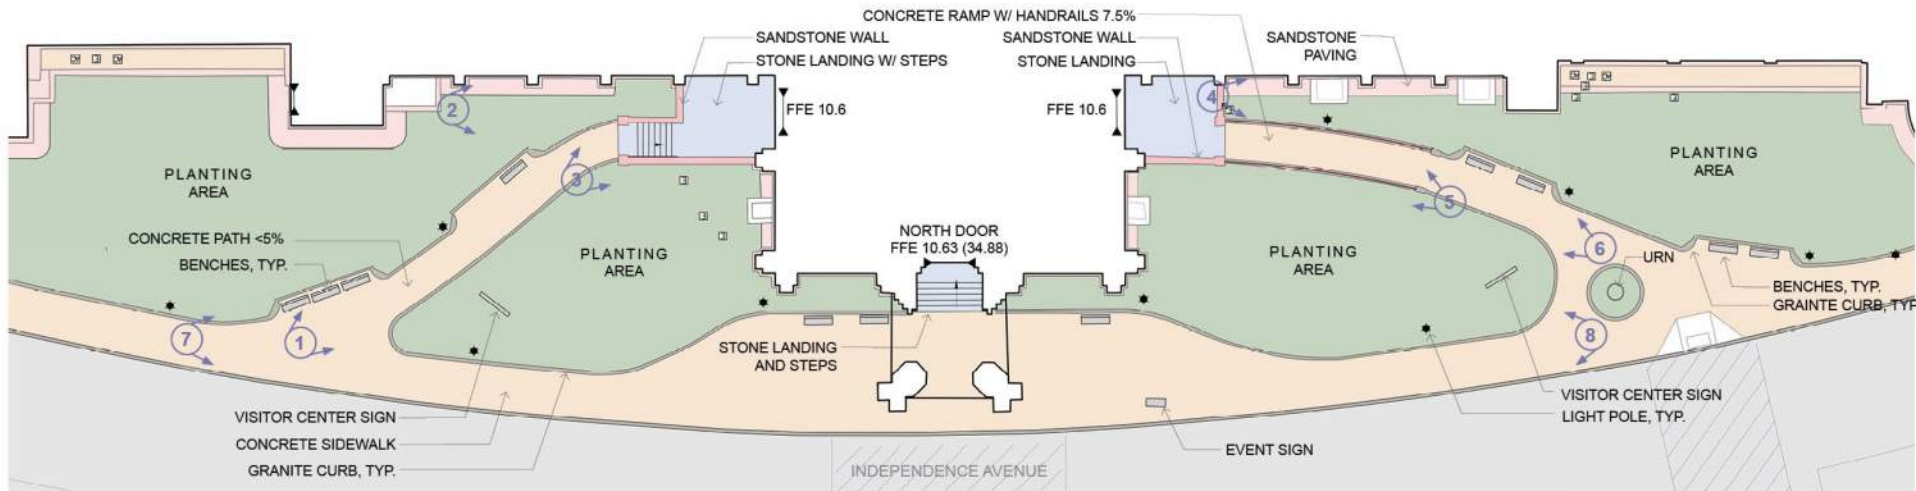 CONCRETE RAMP W/ HANDRAILS 7.5%
SANDSTONE WALL
STONE LANDING W/ STEPS
SANDSTONE WALL
STONE LANDING
SANDSTONE
PAVING
FFE 10.6
FFE 10.6
2
4
PLANTING
AREA
3
PLANTING
AREA
5
CONCRETE PATH <5%
BENCHES, TYP.
PLANTING
AREA
NORTH DOOR
FFE 10.63 (34.88)
PLANTING
AREA
6
URN
BENCHES, TYP.
GRAINTE CURB, TYP
7
1
8
STONE LANDING
AND STEPS
VISITOR CENTER SIGN
CONCRETE SIDEWALK
GRANITE CURB, TYP.
VISITOR CENTER SIGN
LIGHT POLE, TYP.
EVENT SIGN
INDEPENDENCE AVENUE